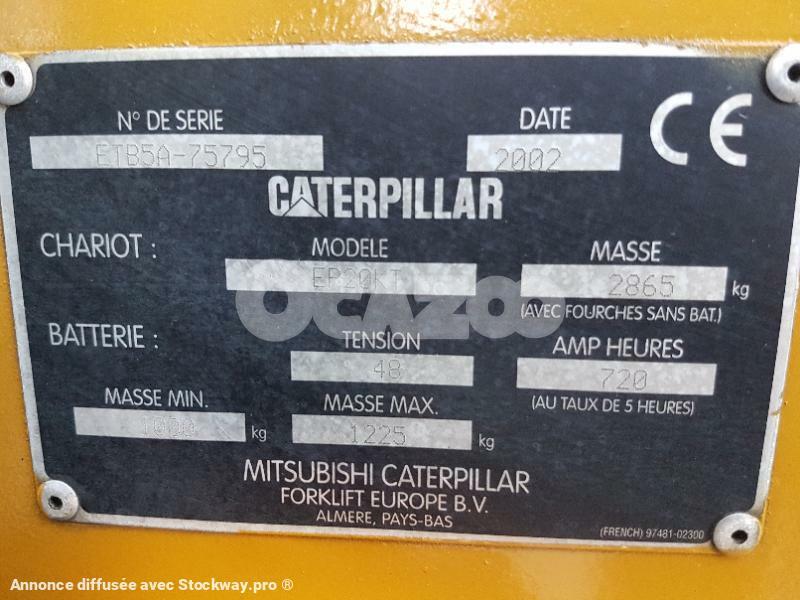 N° DE SERIE DATE
ETB5A-75795 2002 CE
CATERPILLAR
CHARIOT : MODELE MASSE
EP20KT 2865 kg
(AVEC FOURCHES SANS BAT.)
OCAZOO
BATTERIE : TENSION AMP HEURES
48 720
(AU TAUX DE 5 HEURES)
MASSE MIN. MASSE MAX.
kg 1225 kg
MITSUBISHI CATERPILLAR
FORKLIFT EUROPE B.V.
ALMERE, PAYS-BAS
(FRENCH) 97481-02300
Annonce diffusée avec Stockway.pro ®